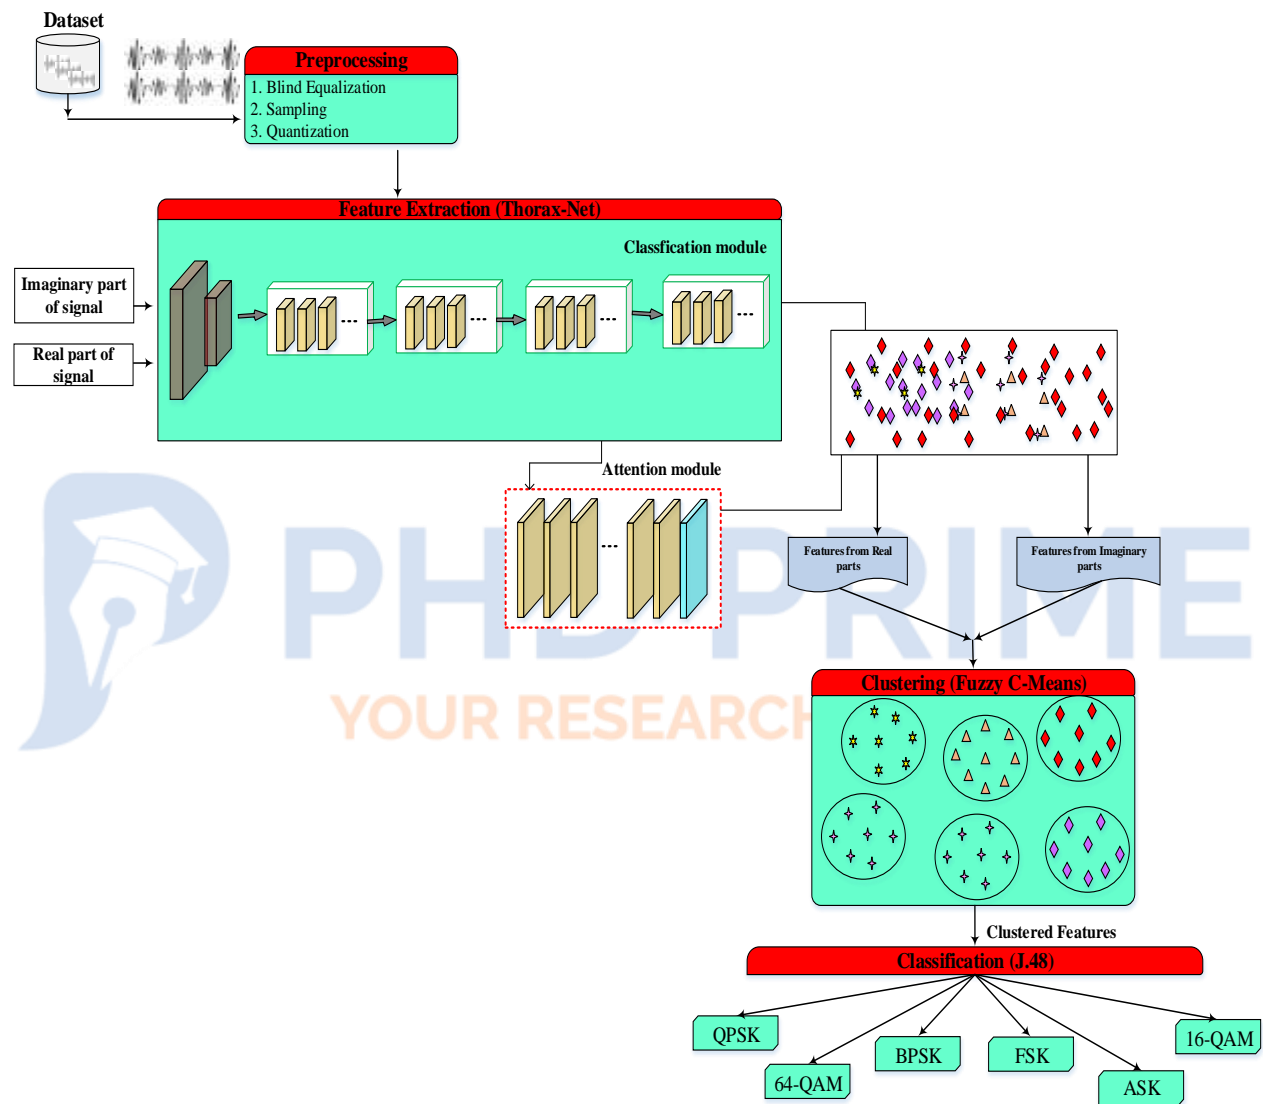 Dataset
Preprocessing
1. Blind Equalization
2. Sampling
3. Quantization
Feature Extraction (Thorax-Net)
Classfication module
Imaginary part
of signal
Real part of
signal
...
...
...
...
Attention module
...
Features from Real
parts
Features from Imaginary
parts
PHD PRIME
YOUR RESEARCH
Clustering (Fuzzy C-Means)
Clustered Features
Classification (J.48)
QPSK
64-QAM
BPSK
FSK
ASK
16-QAM